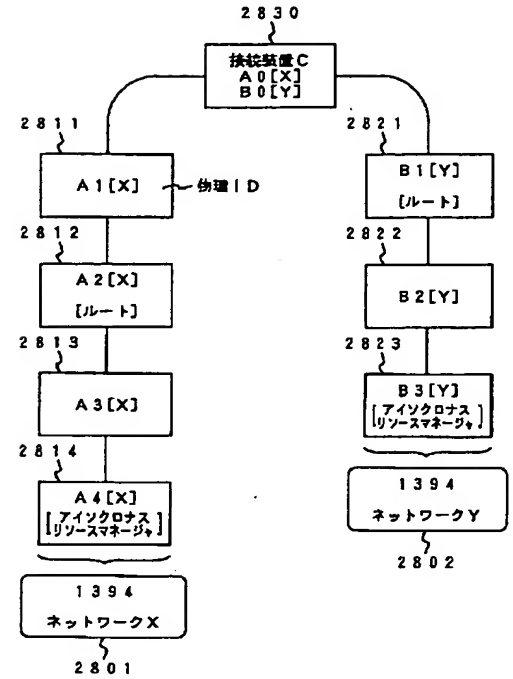 2830
接続装置C
A0[X]
B0[Y]
2811
A1[X]
物理ID
2812
A2[X]
[ルート]
2813
A3[X]
2814
A4[X]
[アイソクロナス
リソースマネージャ]
1394
ネットワークX
2801
2821
B1[Y]
[ルート]
2822
B2[Y]
2823
B3[Y]
[アイソクロナス
リソースマネージャ]
1394
ネットワークY
2802